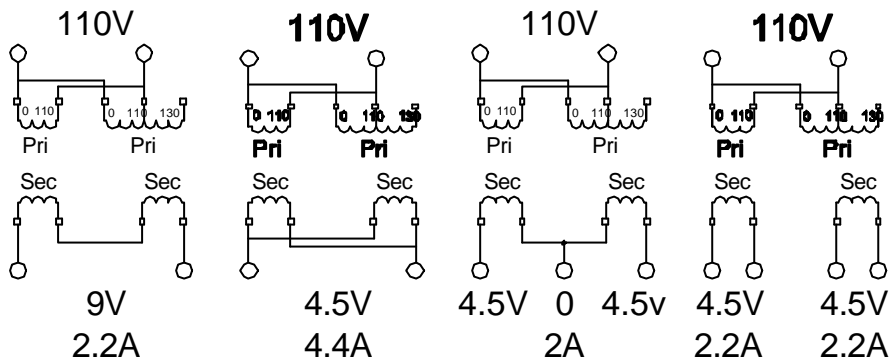 110V 110V 110V 110V
0 110 0 110 130 0 110 0 110 130 0 110 0 110 130 0 110 0 110 130
Pri Pri Pri Pri Pri Pri Pri Pri
Sec Sec Sec Sec Sec Sec Sec Sec
9V 4.5V 4.5V 0 4.5v 4.5V 4.5V
2.2A 4.4A 2A 2.2A 2.2A